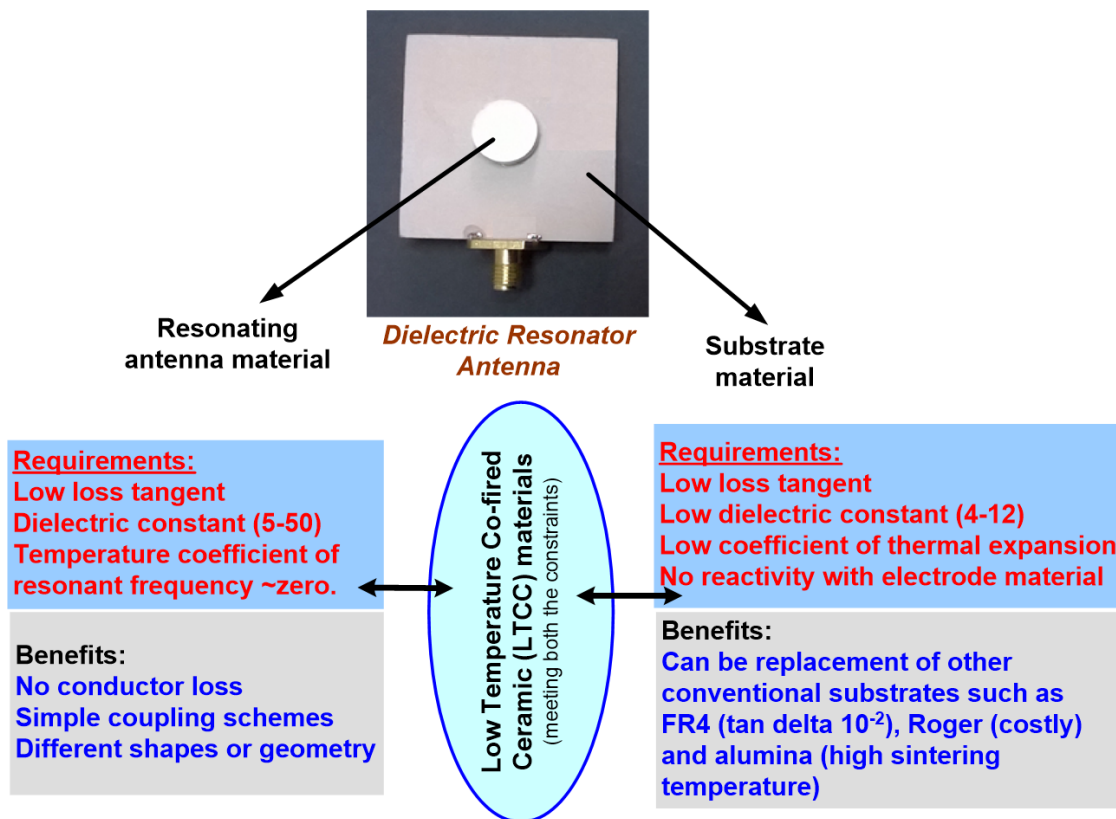 Resonating
antenna material
Dielectric Resonator
Antenna
Substrate
material
Requirements:
Low loss tangent
Dielectric constant (5-50)
Temperature coefficient of
resonant frequency ~zero.
Benefits:
No conductor loss
Simple coupling schemes
Different shapes or geometry
Low Temperature Co-fired
Ceramic (LTCC) materials
(meeting both the constraints)
Requirements:
Low loss tangent
Low dielectric constant (4-12)
Low coefficient of thermal expansion
No reactivity with electrode material
Benefits:
Can be replacement of other
conventional substrates such as
FR4 (tan delta 10⁻²), Roger (costly)
and alumina (high sintering
temperature)